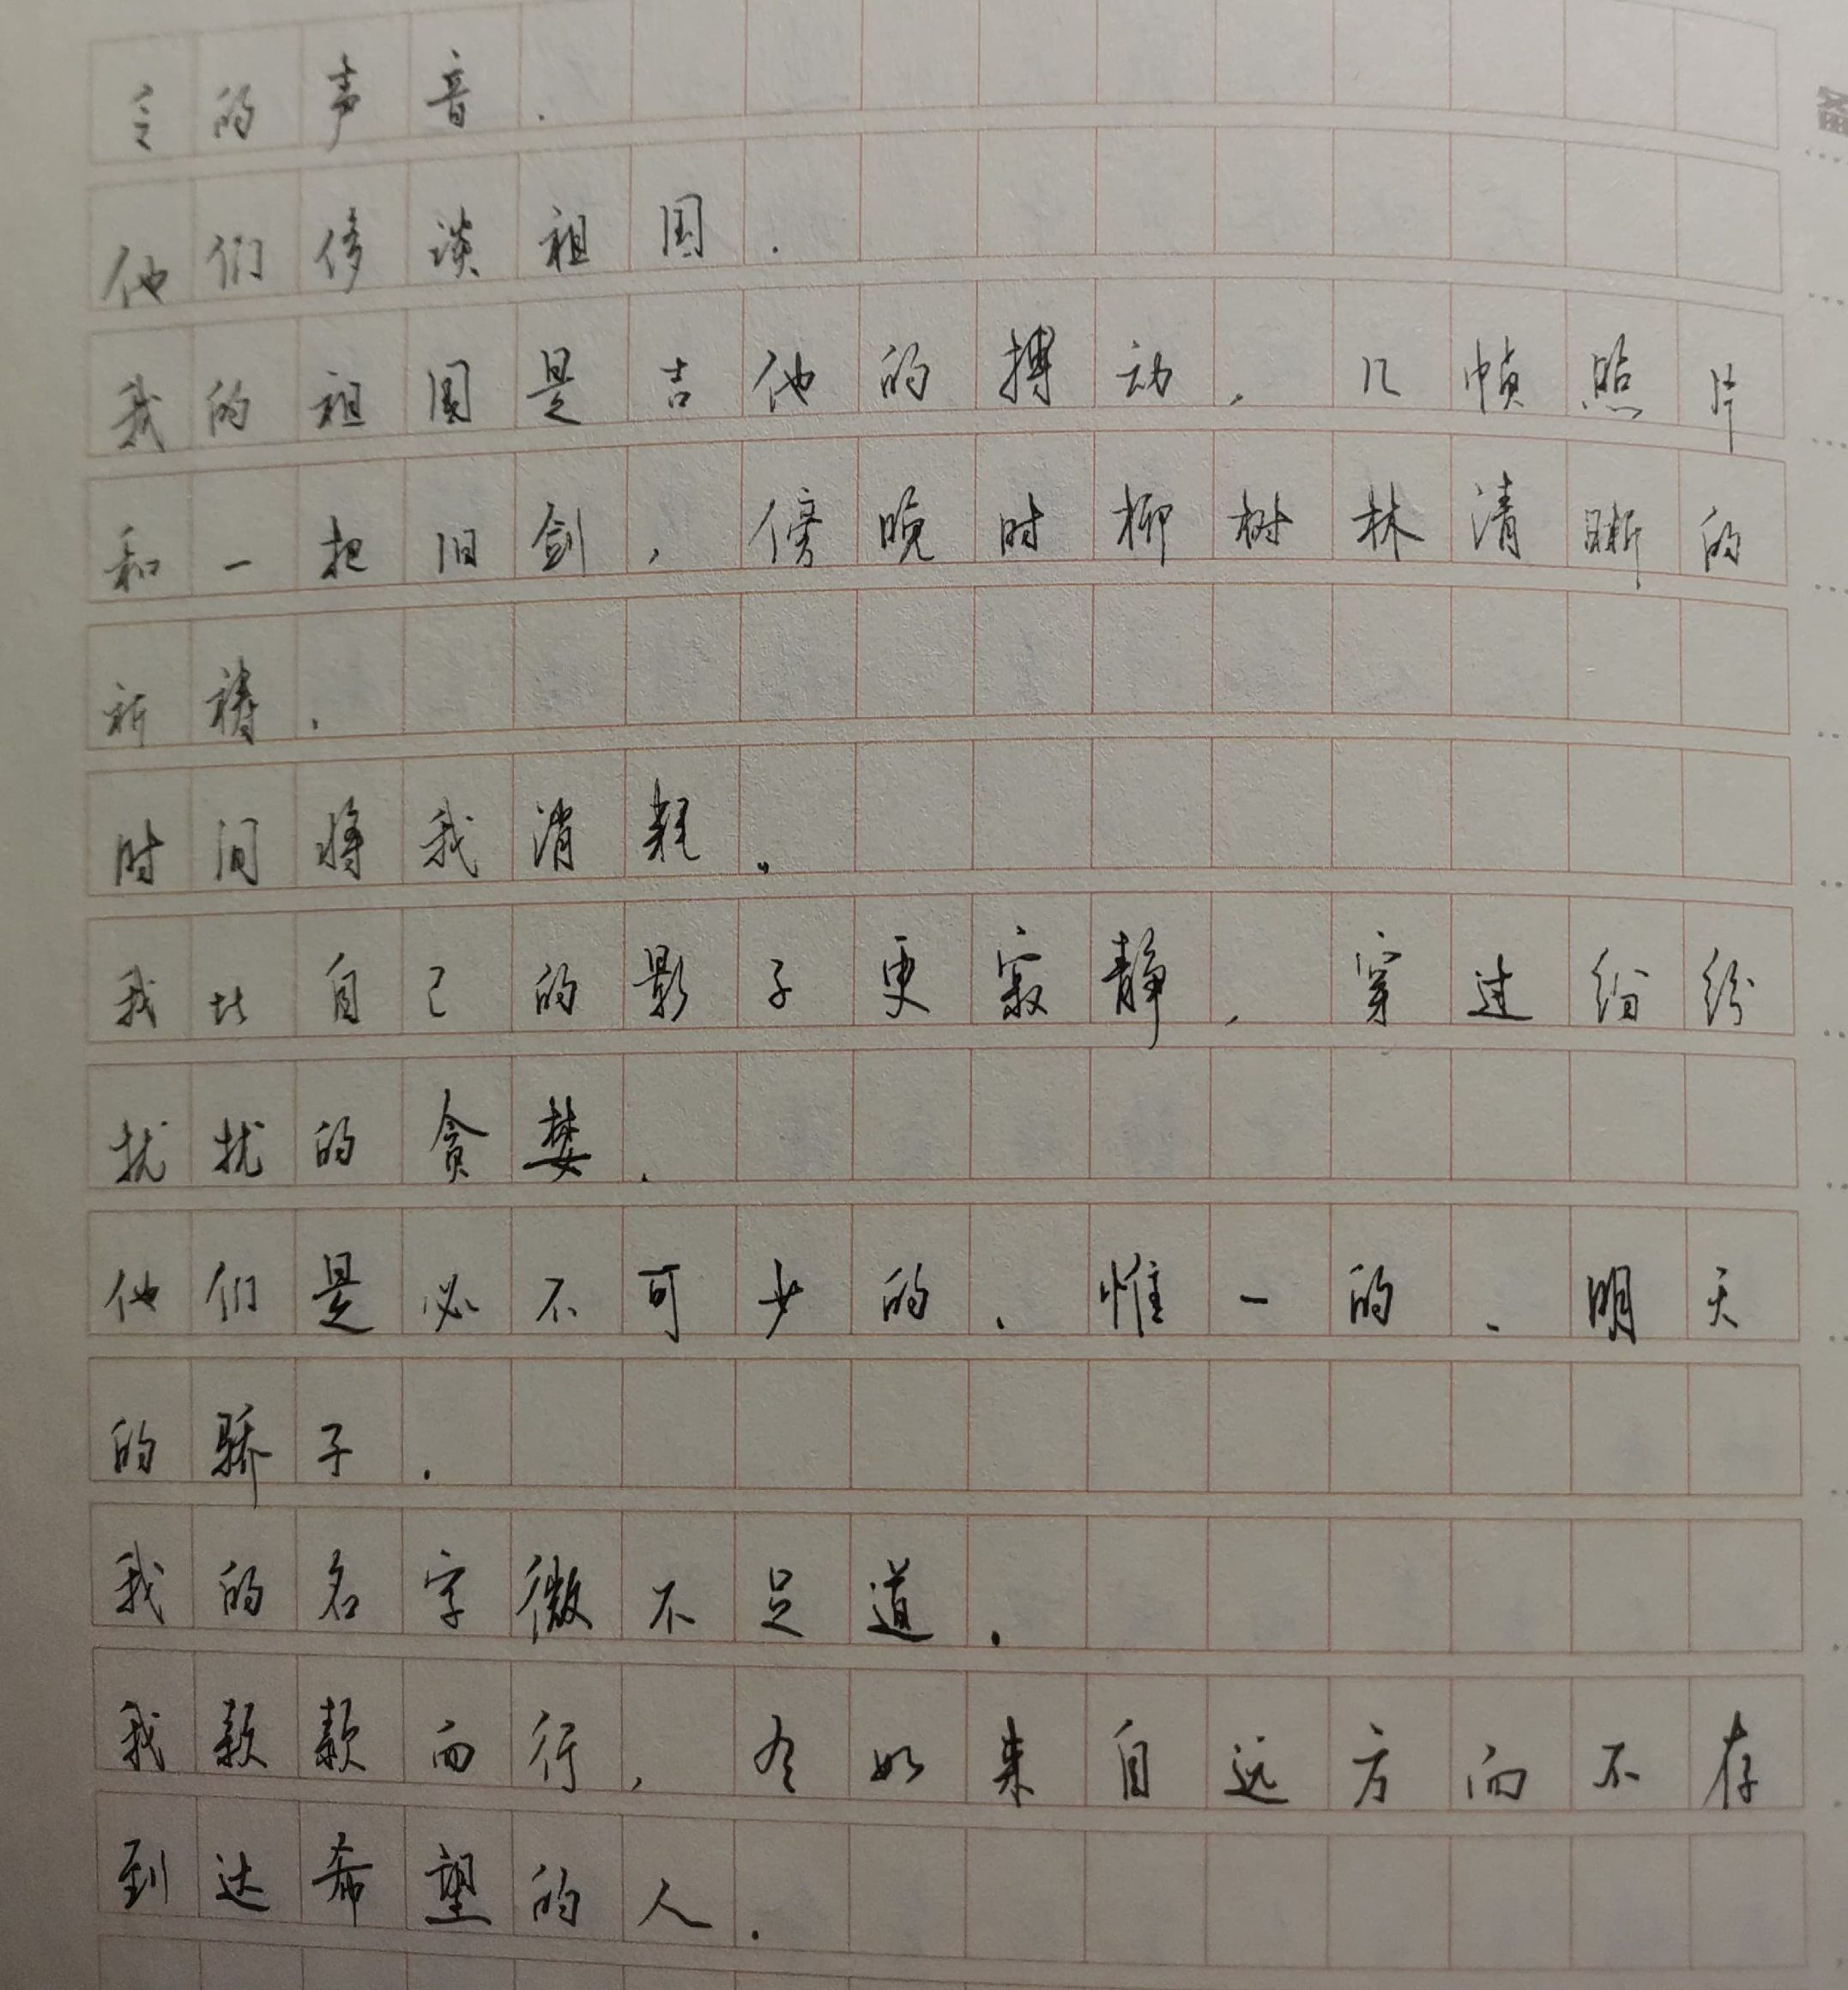 言的声音.
他们侈谈祖国.
我的祖国是吉他的搏动,几帧照片
和一把旧剑,傍晚时柳树林清晰的
祈祷.
时间将我消耗。
我比自己的影子更寂静,穿过纷纷
扰扰的贪婪.
他们是必不可少的、惟一的、明天
的骄子.
我的名字微不足道.
我款款而行,有如来自远方而不存
到达希望的人.
备